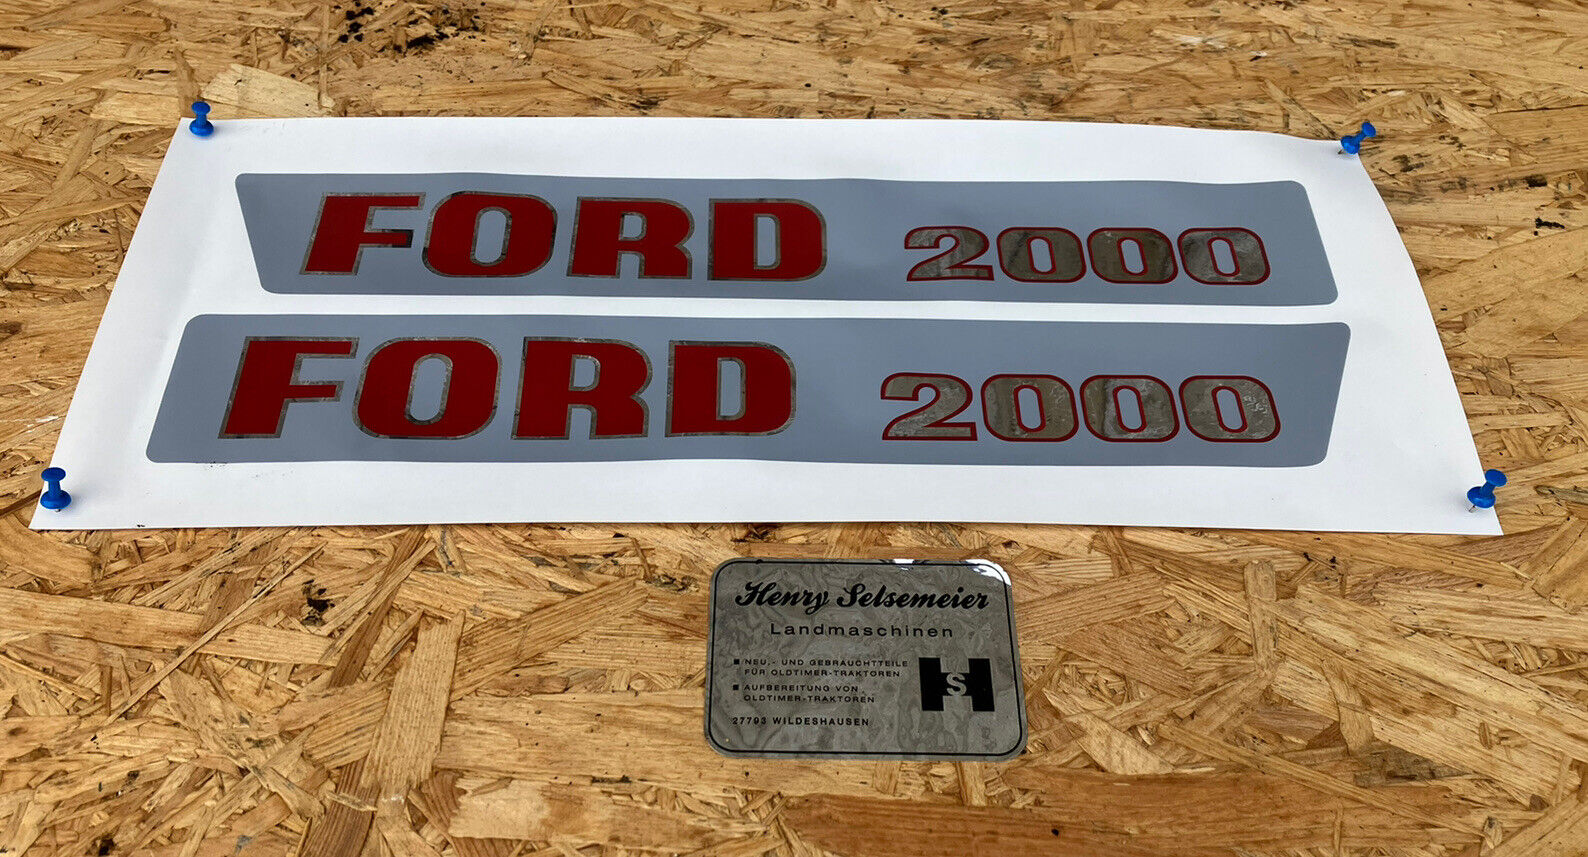 FORD 2000
FORD 2000
Henry Selsemeier
Landmaschinen
■ NEU,- UND GEBRAUCHTTEILE
FÜR OLDTIMER-TRAKTOREN
■ AUFBEREITUNG VON
OLDTIMER-TRAKTOREN
HS
27793 WILDESHAUSEN